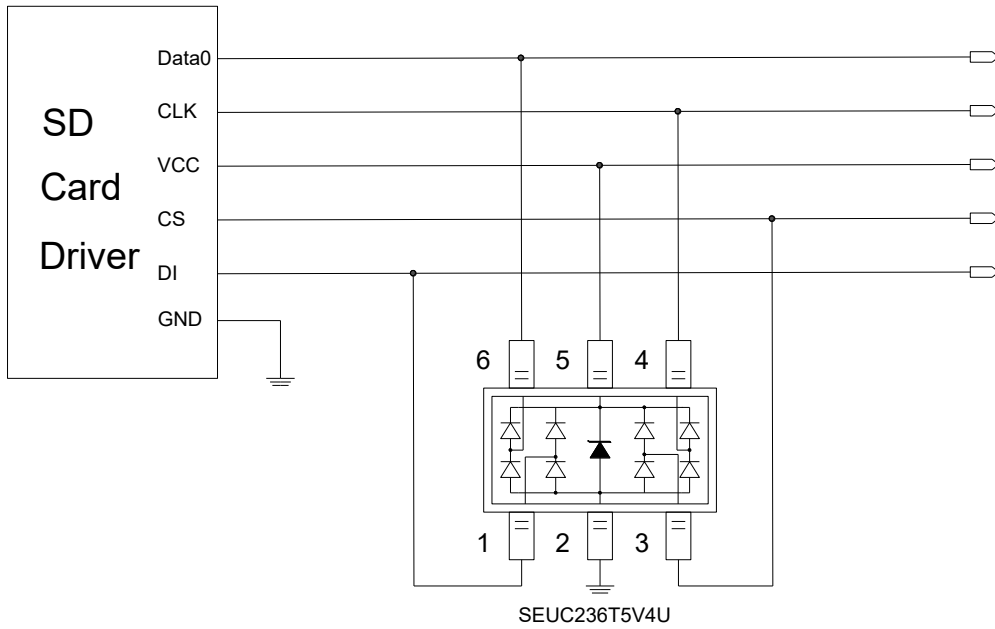 Data0
CLK
SD
VCC
Card
CS
Driver
DI
GND
6 5 4
1 2 3
SEUC236T5V4U